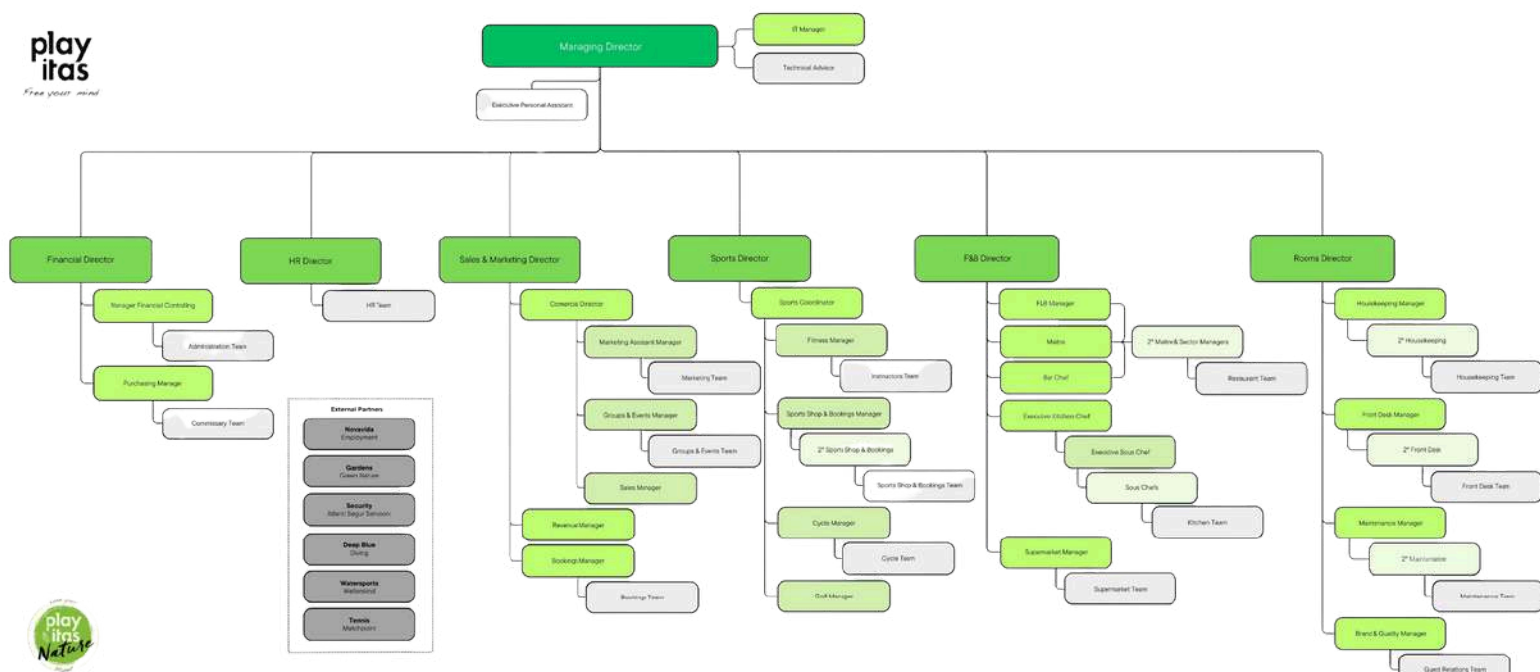 play
itas
Free your mind
Managing Director
IT Manager
Technical Advisor
Executive Personal Assistant
Financial Director
HR Director
Sales & Marketing Director
Sports Director
F&B Director
Rooms Director
Manager Financial Controlling
Administration Team
Purchasing Manager
Commissary Team
HR Team
Comercial Director
Marketing Assistant Manager
Marketing Team
Groups & Events Manager
Groups & Events Team
Sales Manager
Revenue Manager
Bookings Manager
Bookings Team
Sports Coordinator
Fitness Manager
Instructors Team
Sports Shop & Bookings Manager
2º Sports Shop & Bookings
Sports Shop & Bookings Team
Cycle Manager
Cycle Team
Golf Manager
F&B Manager
Maitre
Bar Chef
2º Maitre & Sector Managers
Restaurant Team
Executive Kitchen Chef
Executive Sous Chef
Sous Chefs
Kitchen Team
Supermarket Manager
Supermarket Team
Housekeeping Manager
2º Housekeeping
Housekeeping Team
Front Desk Manager
2º Front Desk
Front Desk Team
Maintenance Manager
2º Maintenance
Maintenance Team
Brand & Quality Manager
Guest Relations Team
External Partners
Novavida
Employment
Gardens
Green Nature
Security
Deep Blue
Diving
Watersports
Tennis
Matchpoint
play
itas
Nature